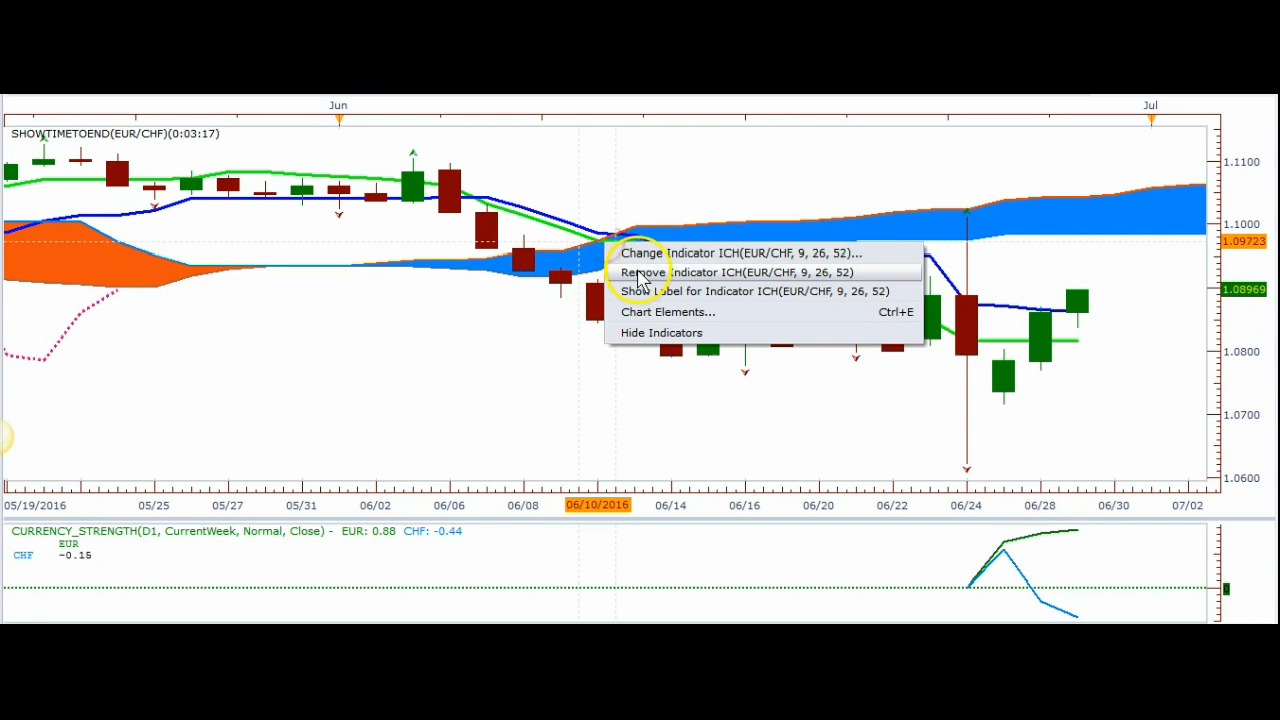 Jun Jul
SHOWTIMETOEND(EUR/CHF)(0:03:17)
1.1100
1.1000
1.09723
1.08969
1.0800
1.0700
1.0600
Change Indicator ICH(EUR/CHF, 9, 26, 52)...
Remove Indicator ICH(EUR/CHF, 9, 26, 52)
Show Label for Indicator ICH(EUR/CHF, 9, 26, 52)
Chart Elements... Ctrl+E
Hide Indicators
05/19/2016 05/25 05/27 05/31 06/02 06/06 06/08 06/10/2016 06/14 06/16 06/20 06/22 06/24 06/28 06/30 07/02
CURRENCY_STRENGTH(D1, CurrentWeek, Normal, Close) - EUR: 0.88 CHF: -0.44
EUR
CHF -0.15
0